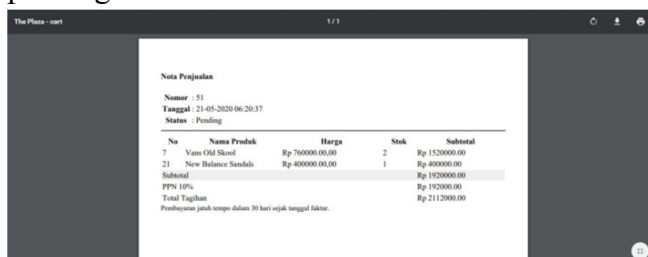 The Plaza - cart
1 / 1
Nota Penjualan
Nomor : 51
Tanggal : 21-05-2020 06:20:37
Status : Pending
No Nama Produk Harga Stok Subtotal
7 Vans Old Skool Rp 760000.00,00 2 Rp 1520000.00
21 New Balance Sandals Rp 400000.00,00 1 Rp 400000.00
Subtotal Rp 1920000.00
PPN 10% Rp 192000.00
Total Tagihan Rp 2112000.00
Pembayaran jatuh tempo dalam 30 hari sejak tanggal faktur.